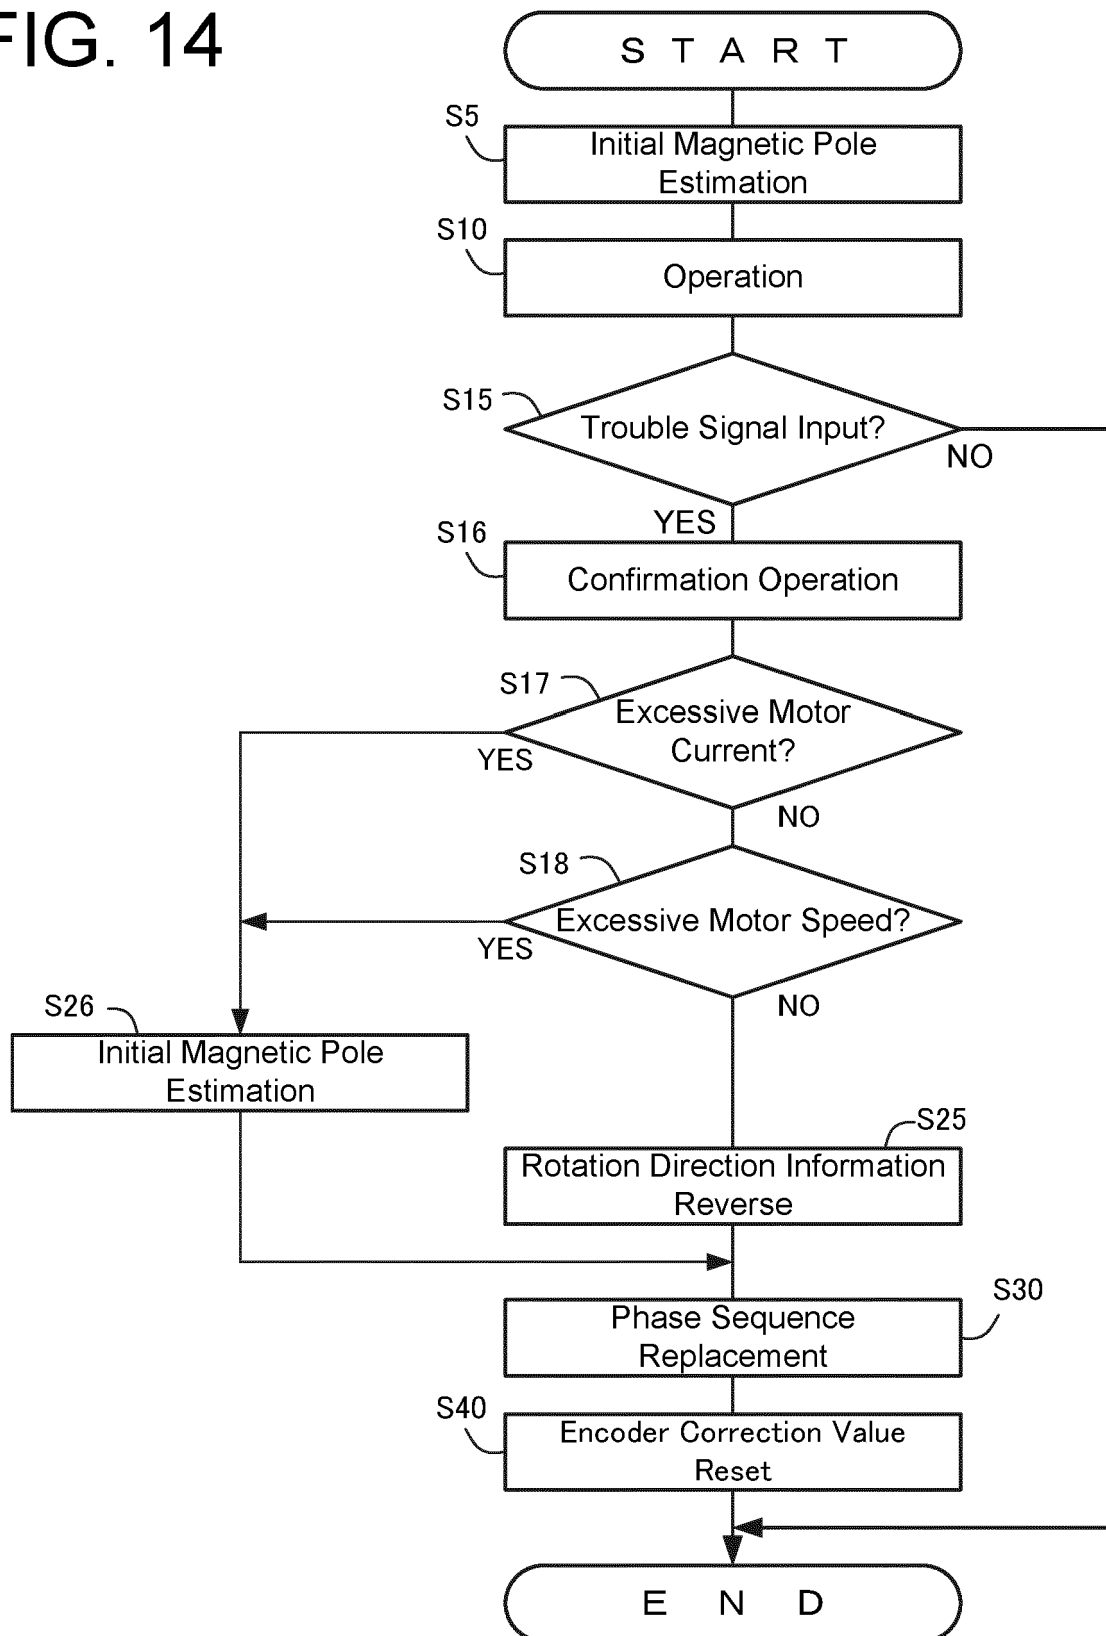 FIG. 14
START
S5
Initial Magnetic Pole
Estimation
S10
Operation
S15
Trouble Signal Input?
NO
YES
S16
Confirmation Operation
S17
Excessive Motor
Current?
YES
NO
S18
Excessive Motor Speed?
YES
NO
S26
Initial Magnetic Pole
Estimation
S25
Rotation Direction Information
Reverse
S30
Phase Sequence
Replacement
S40
Encoder Correction Value
Reset
END